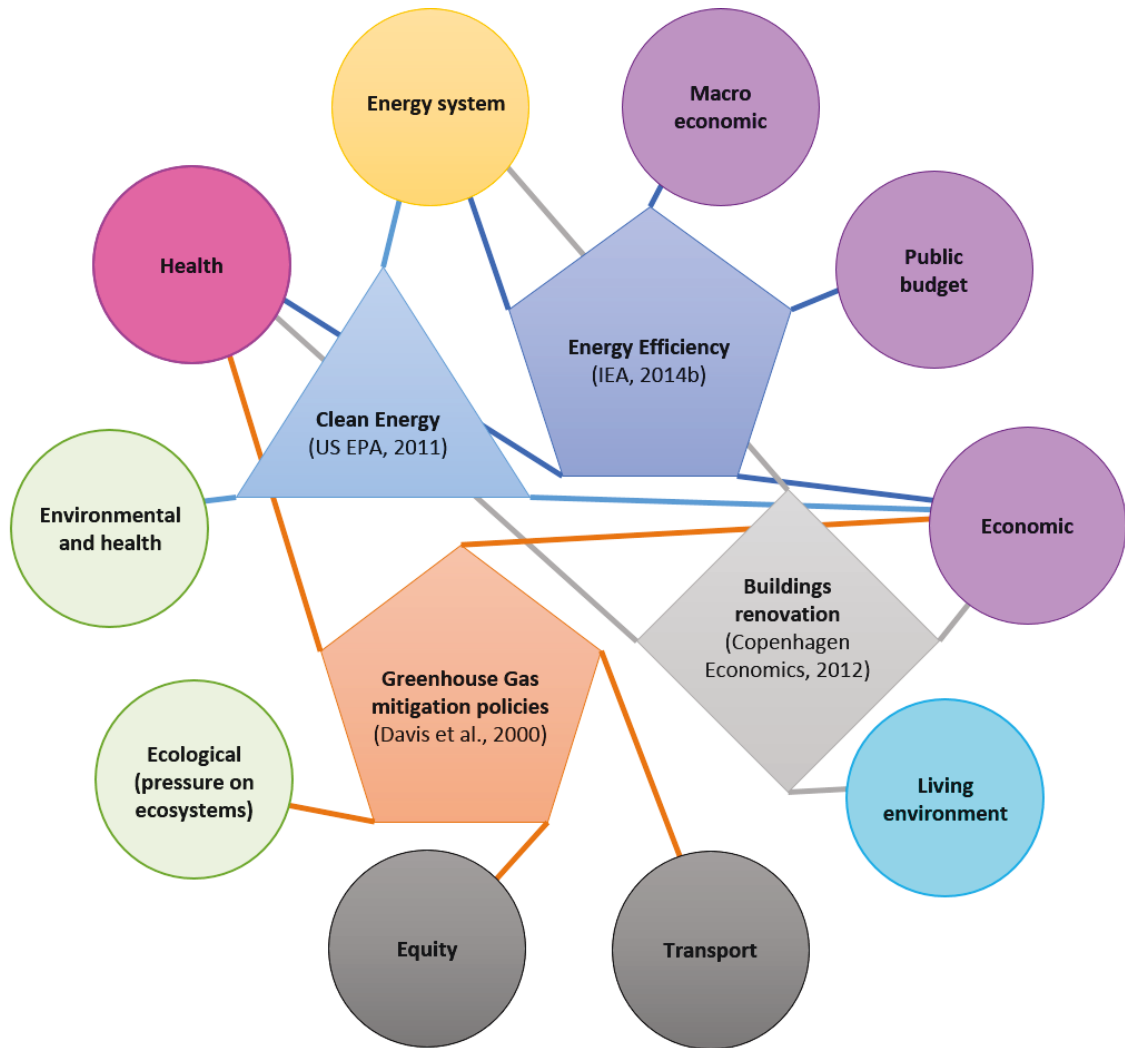 Energy system
Macro
economic
Health
Public
budget
Energy Efficiency
(IEA, 2014b)
Clean Energy
(US EPA, 2011)
Environmental
and health
Economic
Buildings
renovation
(Copenhagen
Economics, 2012)
Greenhouse Gas
mitigation policies
(Davis et al., 2000)
Ecological
(pressure on
ecosystems)
Living
environment
Equity
Transport